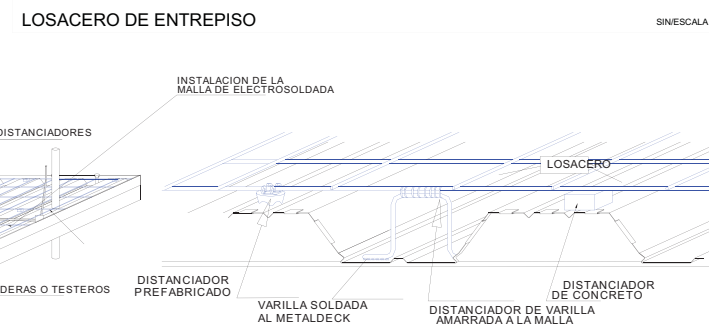 LOSACERO DE ENTREPISO
SIN/ESCALA
INSTALACION DE LA
MALLA DE ELECTROSOLDADA
DISTANCIADORES
LOSACERO
DERAS O TESTEROS
DISTANCIADOR
PREFABRICADO
VARILLA SOLDADA
AL METALDECK
DISTANCIADOR DE VARILLA
AMARRADA A LA MALLA
DISTANCIADOR
DE CONCRETO